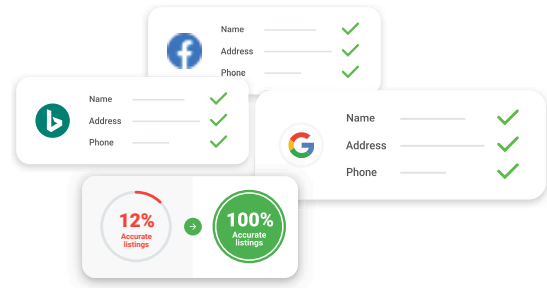 Name
Address
Phone
Name
Address
Phone
Name
Address
Phone
12%
Accurate
listings
100%
Accurate
listings